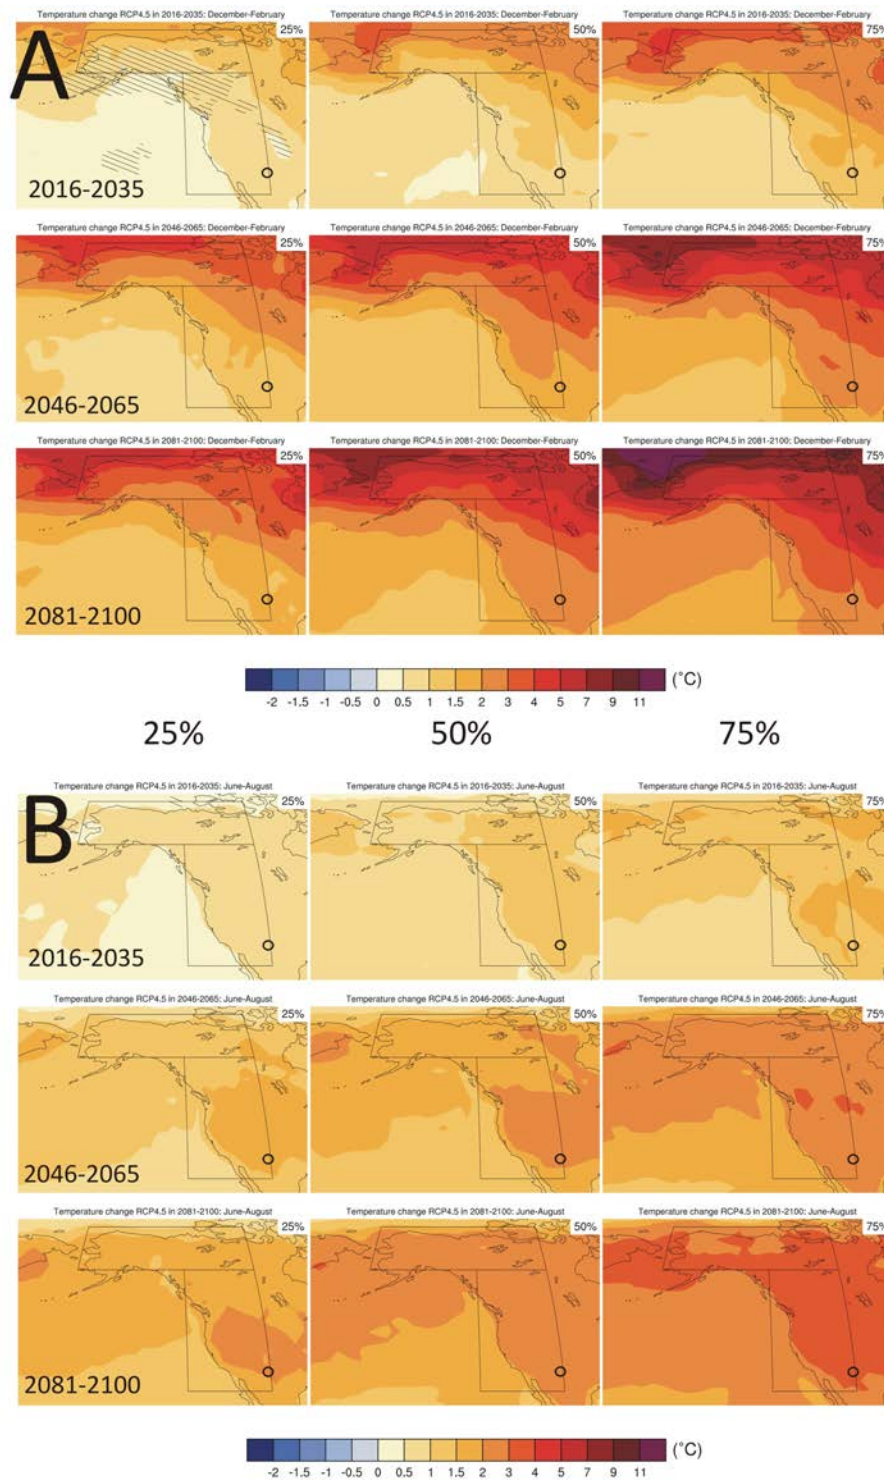 Temperature change RCP4.5 in 2016-2035: December-February
Temperature change RCP4.5 in 2016-2035: December-February
Temperature change RCP4.5 in 2016-2035: December-February
25%
50%
75%
A
2016-2035
Temperature change RCP4.5 in 2046-2065: December-February
Temperature change RCP4.5 in 2046-2065: December-February
Temperature change RCP4.5 in 2046-2065: December-February
25%
50%
75%
2046-2065
Temperature change RCP4.5 in 2081-2100: December-February
Temperature change RCP4.5 in 2081-2100: December-February
Temperature change RCP4.5 in 2081-2100: December-February
25%
50%
75%
2081-2100
(°C)
-2 -1.5 -1 -0.5 0 0.5 1 1.5 2 3 4 5 7 9 11
25% 50% 75%
Temperature change RCP4.5 in 2016-2035: June-August
Temperature change RCP4.5 in 2016-2035: June-August
Temperature change RCP4.5 in 2016-2035: June-August
25%
50%
75%
B
2016-2035
Temperature change RCP4.5 in 2046-2065: June-August
Temperature change RCP4.5 in 2046-2065: June-August
Temperature change RCP4.5 in 2046-2065: June-August
25%
50%
75%
2046-2065
Temperature change RCP4.5 in 2081-2100: June-August
Temperature change RCP4.5 in 2081-2100: June-August
Temperature change RCP4.5 in 2081-2100: June-August
25%
50%
75%
2081-2100
(°C)
-2 -1.5 -1 -0.5 0 0.5 1 1.5 2 3 4 5 7 9 11